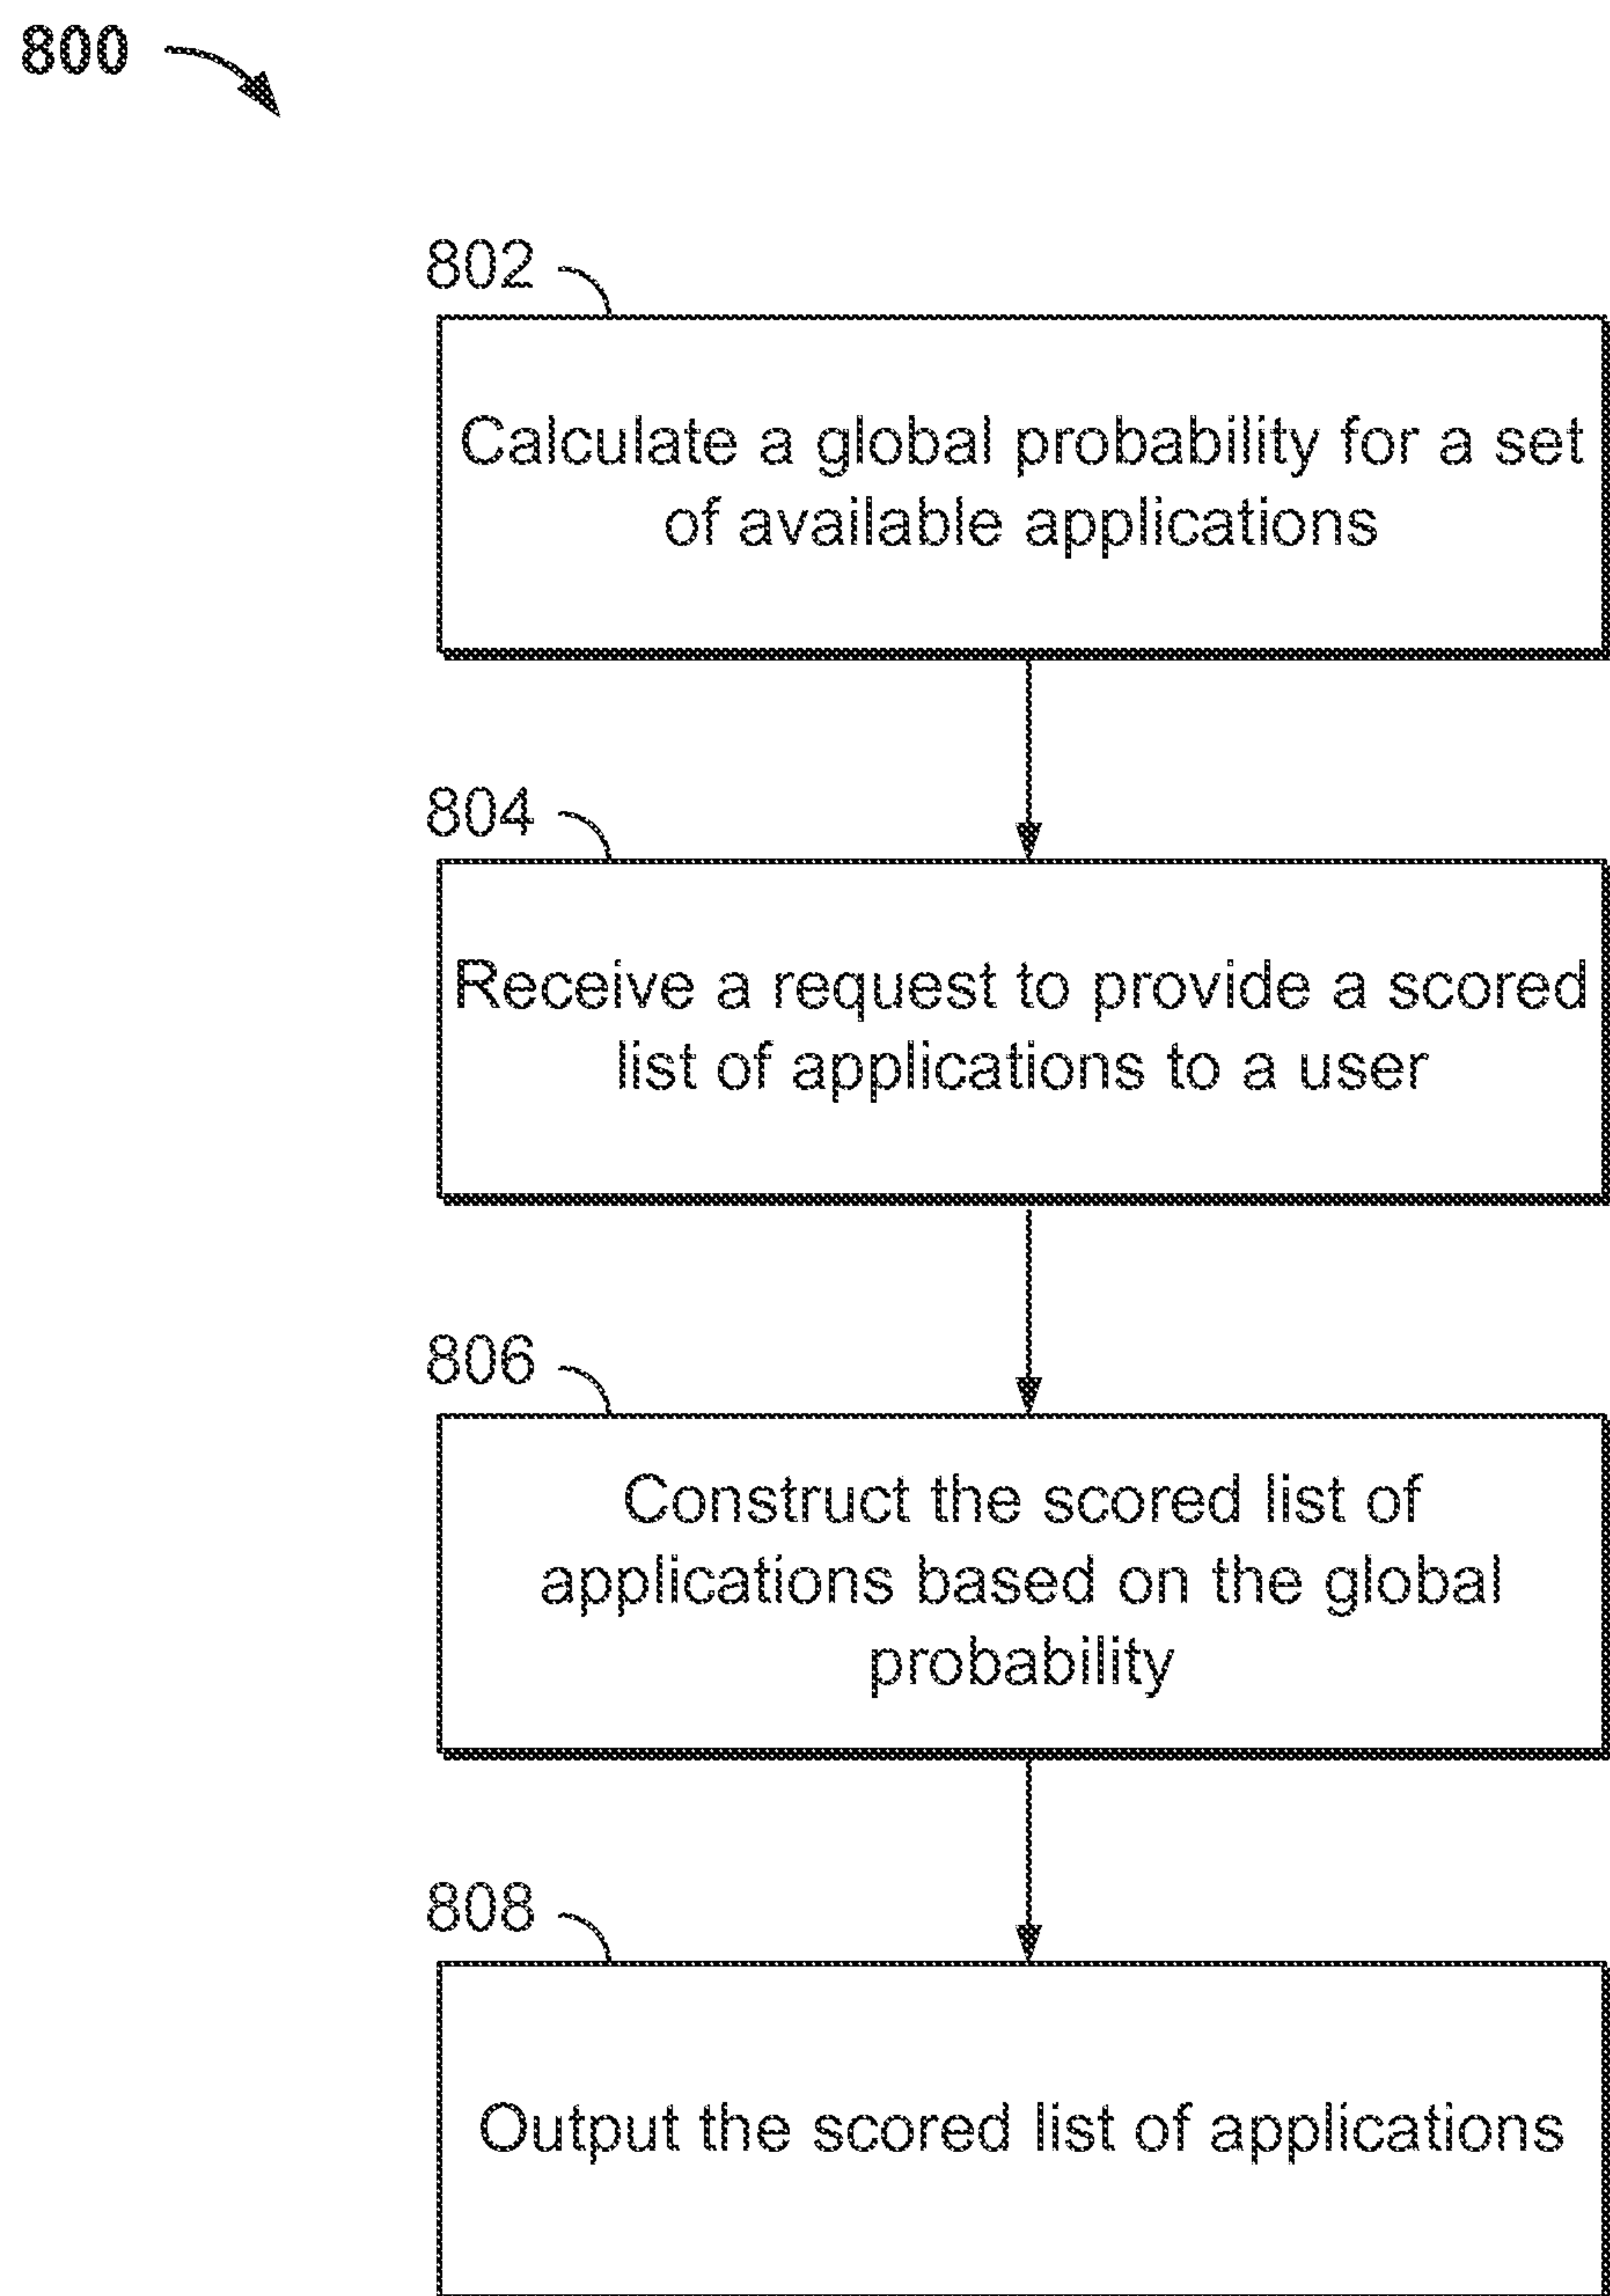 800
802
Calculate a global probability for a set
of available applications
804
Receive a request to provide a scored
list of applications to a user
806
Construct the scored list of
applications based on the global
probability
808
Output the scored list of applications